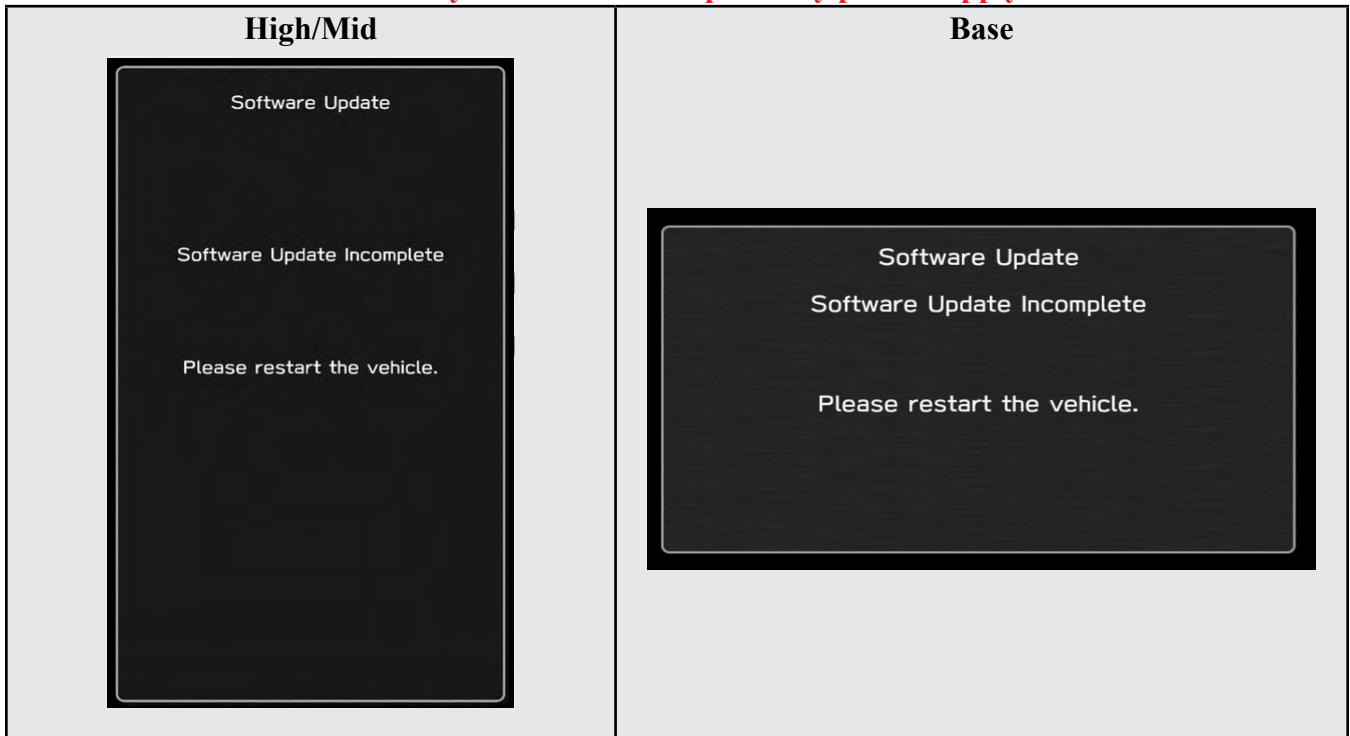 High/Mid
Software Update
Software Update Incomplete
Please restart the vehicle.
Base
Software Update
Software Update Incomplete
Please restart the vehicle.